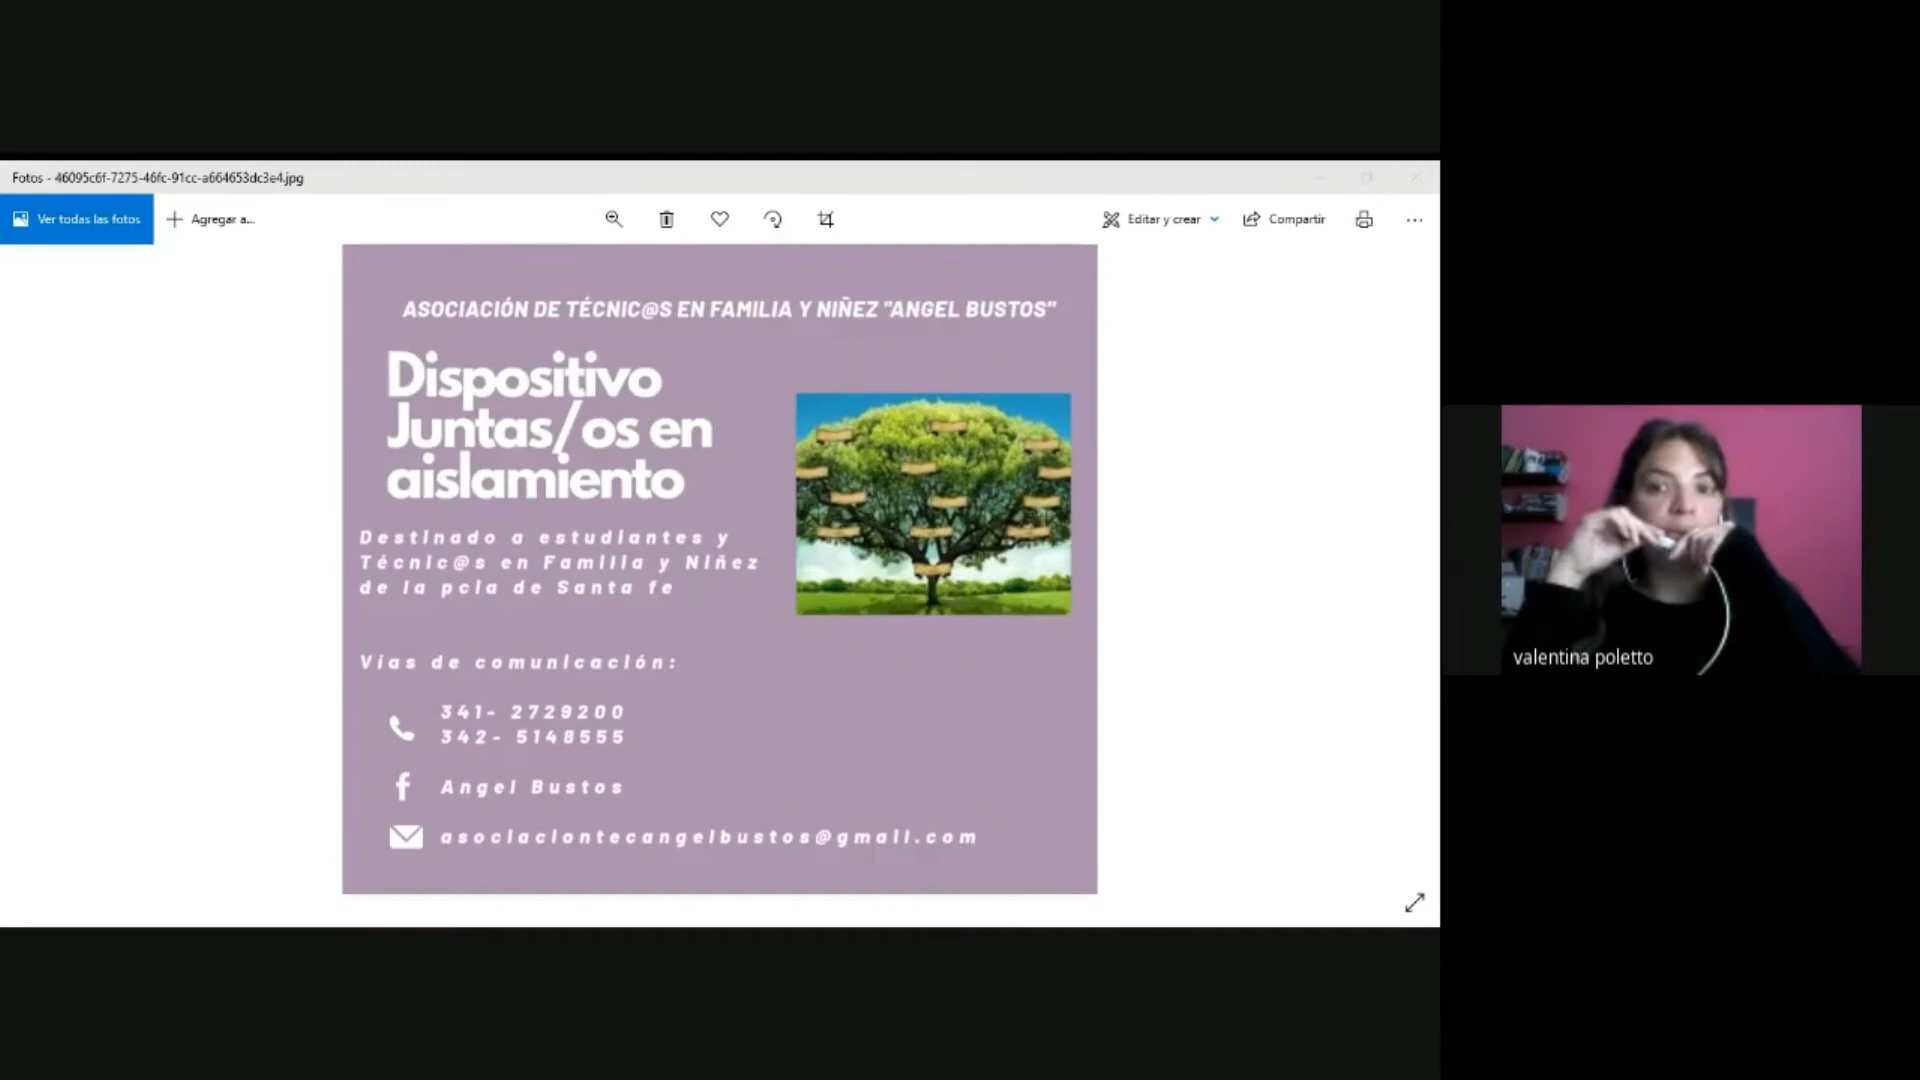 Fotos - 46095c6f-7275-46fc-91cc-a664653dc3e4.jpg
Ver todas las fotos
Agregar a...
Editar y crear
Compartir
ASOCIACIÓN DE TÉCNIC@S EN FAMILIA Y NIÑEZ "ANGEL BUSTOS"
Dispositivo
Juntas/os en
aislamiento
Destinado a estudiantes y
Técnic@s en Familia y Niñez
de la pcia de Santa fe
Vías de comunicación:
341- 2729200
342- 5148555
Angel Bustos
asociaciontecangelbustos@gmail.com
valentina poletto